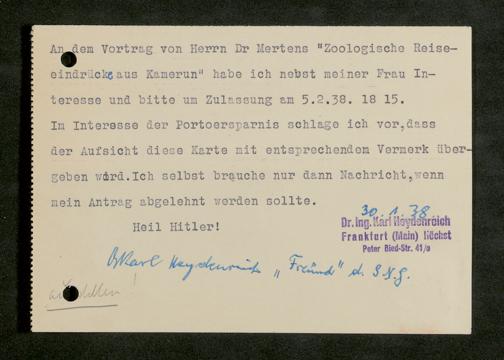 An dem Vortrag von Herrn Dr Mertens "Zoologische Reise-
eindrücke aus Kamerun" habe ich nebst meiner Frau In-
teresse und bitte um Zulassung am 5.2.38. 18 15.
Im Interesse der Portoersparnis schlage ich vor,dass
der Aufsicht diese Karte mit entsprechendem Vermerk über-
geben wird.Ich selbst brauche nur dann Nachricht,wenn
mein Antrag abgelehnt werden sollte.
Heil Hitler!
30.1.38
Dr. Ing. Karl Heydenreich
Frankfurt (Main) Höchst
Peter Bied-Str. 41/0
Dr Karl Heydenreich "Freund" d. S.N.G.